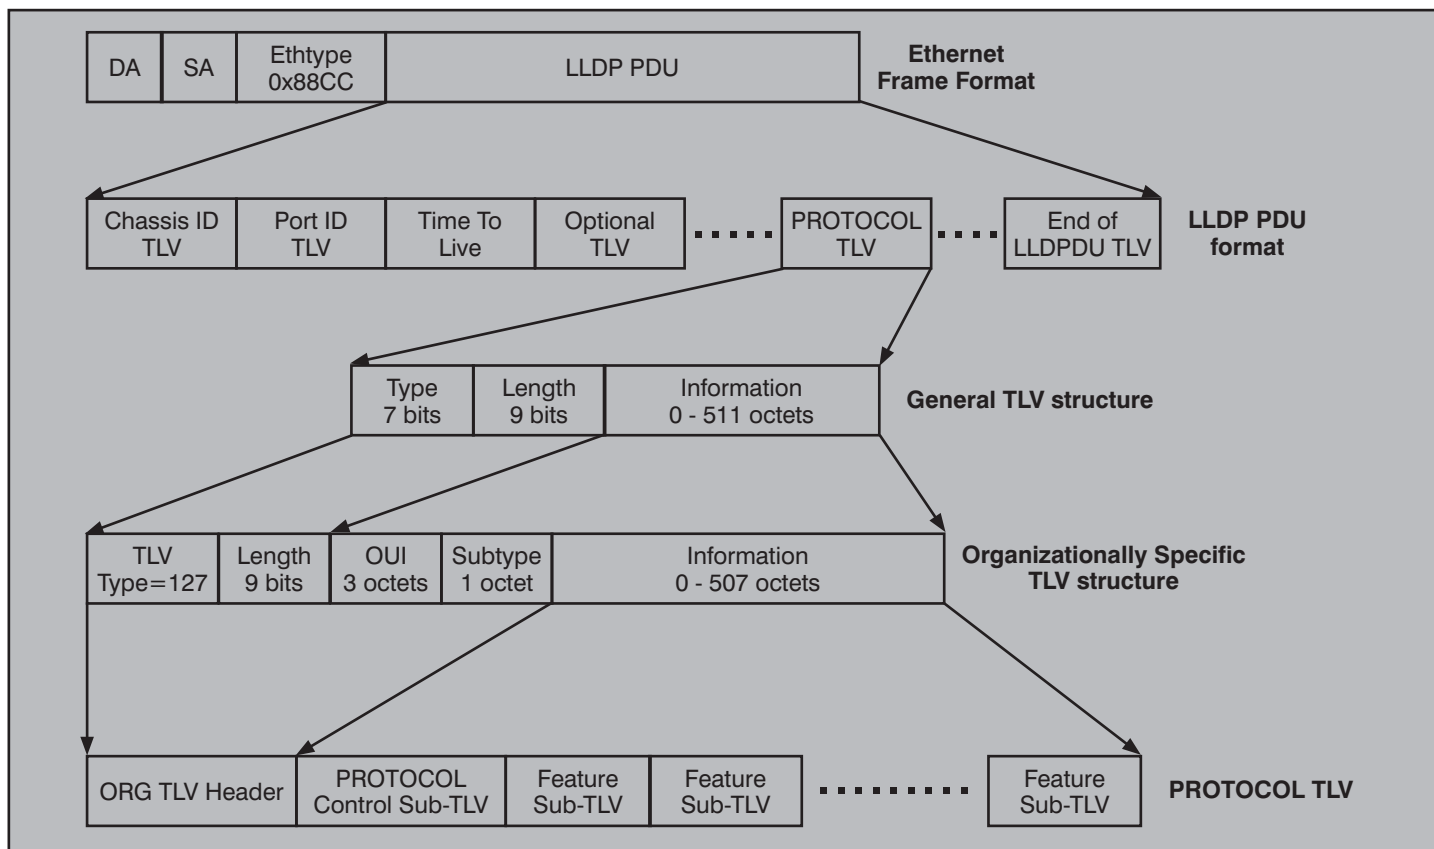 DA
SA
Ethtype
0x88CC
LLDP PDU
Ethernet
Frame Format
Chassis ID
TLV
Port ID
TLV
Time To
Live
Optional
TLV
PROTOCOL
TLV
End of
LLDPDU TLV
LLDP PDU
format
Type
7 bits
Length
9 bits
Information
0 - 511 octets
General TLV structure
TLV
Type=127
Length
9 bits
OUI
3 octets
Subtype
1 octet
Information
0 - 507 octets
Organizationally Specific
TLV structure
ORG TLV Header
PROTOCOL
Control Sub-TLV
Feature
Sub-TLV
Feature
Sub-TLV
Feature
Sub-TLV
PROTOCOL TLV